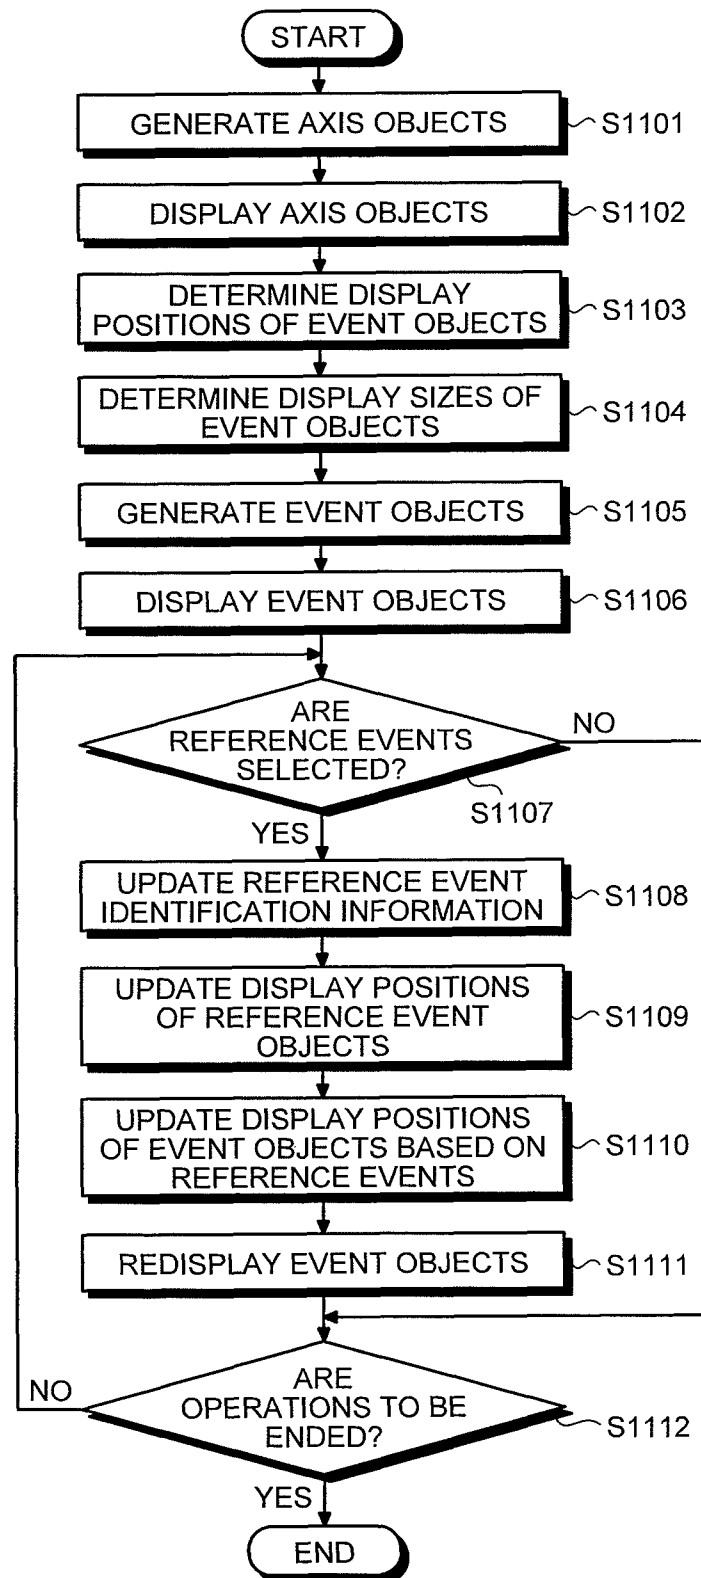 START
GENERATE AXIS OBJECTS
S1101
DISPLAY AXIS OBJECTS
S1102
DETERMINE DISPLAY
POSITIONS OF EVENT OBJECTS
S1103
DETERMINE DISPLAY SIZES OF
EVENT OBJECTS
S1104
GENERATE EVENT OBJECTS
S1105
DISPLAY EVENT OBJECTS
S1106
ARE
REFERENCE EVENTS
SELECTED?
NO
S1107
YES
UPDATE REFERENCE EVENT
IDENTIFICATION INFORMATION
S1108
UPDATE DISPLAY POSITIONS
OF REFERENCE EVENT
OBJECTS
S1109
UPDATE DISPLAY POSITIONS
OF EVENT OBJECTS BASED ON
REFERENCE EVENTS
S1110
REDISPLAY EVENT OBJECTS
S1111
ARE
OPERATIONS TO BE
ENDED?
NO
S1112
YES
END